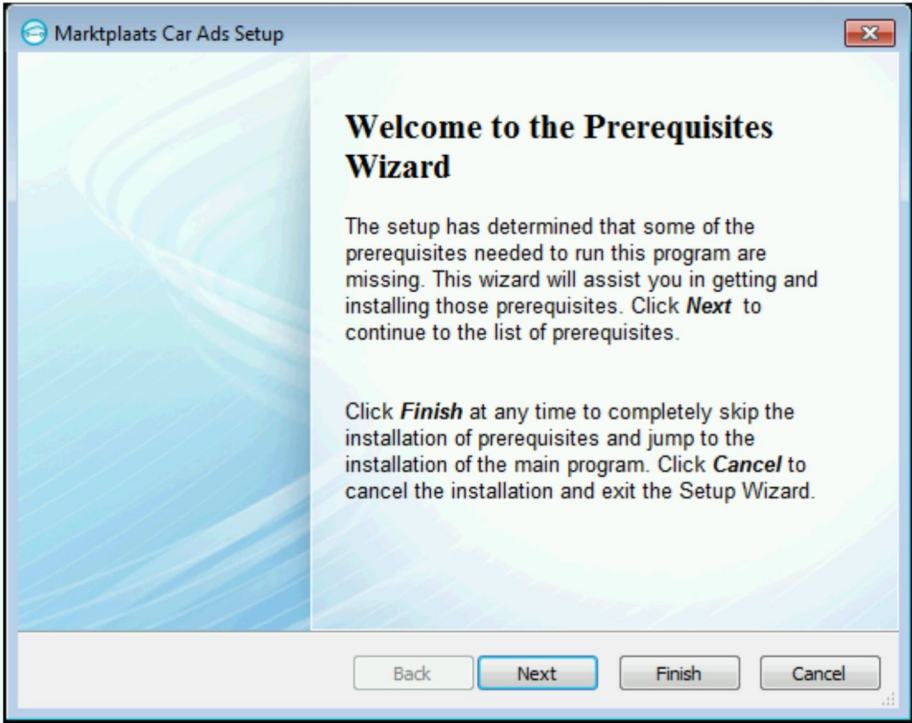 Marktplaats Car Ads Setup
Welcome to the Prerequisites
Wizard
The setup has determined that some of the
prerequisites needed to run this program are
missing. This wizard will assist you in getting and
installing those prerequisites. Click Next to
continue to the list of prerequisites.
Click Finish at any time to completely skip the
installation of prerequisites and jump to the
installation of the main program. Click Cancel to
cancel the installation and exit the Setup Wizard.
Back Next Finish Cancel